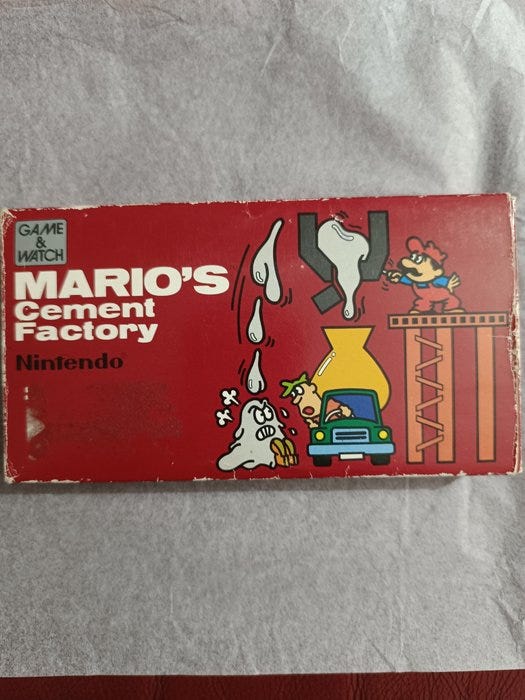 GAME
&
WATCH
MARIO'S
Cement
Factory
Nintendo